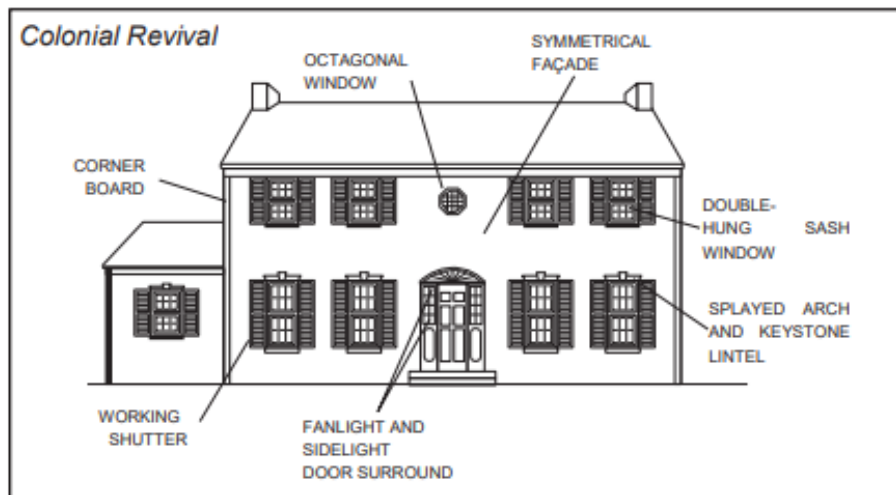 Colonial Revival
OCTAGONAL
WINDOW
SYMMETRICAL
FAÇADE
CORNER
BOARD
DOUBLE-
HUNG SASH
WINDOW
SPLAYED ARCH
AND KEYSTONE
LINTEL
WORKING
SHUTTER
FANLIGHT AND
SIDELIGHT
DOOR SURROUND